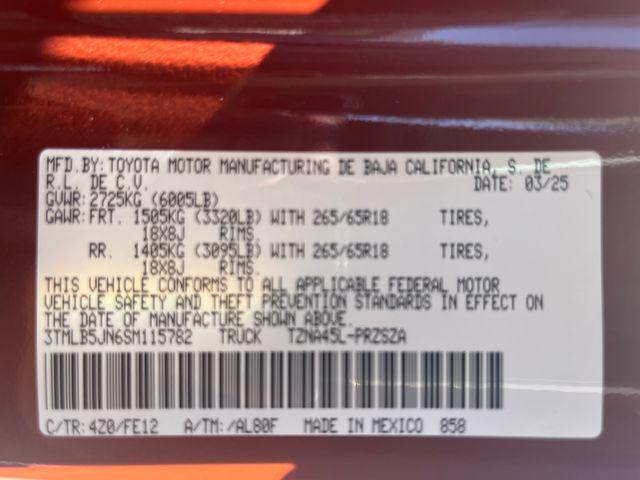 MFD.BY:TOYOTA MOTOR MANUFACTURING DE BAJA CALIFORNIA, S. DE
R.L. DE C.V. DATE: 03/25
GVWR:2725KG (6005LB)
GAWR:FRT. 1505KG (3320LB) WITH 265/65R18 TIRES,
18X8J RIMS.
RR. 1405KG (3095LB) WITH 265/65R18 TIRES,
18X8J RIMS.
THIS VEHICLE CONFORMS TO ALL APPLICABLE FEDERAL MOTOR
VEHICLE SAFETY AND THEFT PREVENTION STANDARDS IN EFFECT ON
THE DATE OF MANUFACTURE SHOWN ABOVE.
3TMLB5JN6SM115782 TRUCK TZNA45L-PRZSZA
C/TR:4Z0/FE12 A/TM:/AL80F MADE IN MEXICO 858